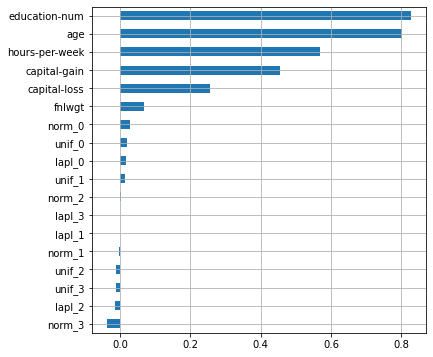 education-num
age
hours-per-week
capital-gain
capital-loss
fnlwgt
norm_0
unif_0
lapl_0
unif_1
norm_2
lapl_3
lapl_1
norm_1
unif_2
unif_3
lapl_2
norm_3
0.0 0.2 0.4 0.6 0.8